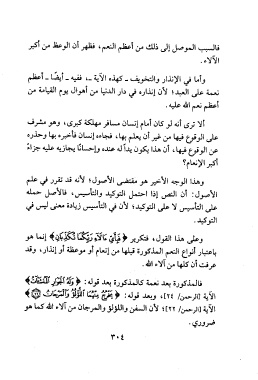 فالسبب الموصل إلى ذلك من أعظم النعم، فظهر أن الوعظ من أكبر
الآلاء.
وأما في الإنذار والتخويف ـ كهذه الآية ـ، ففيه ـ أيضًا ـ أعظم
نعمة على العبد؛ لأن إنذاره في دار الدنيا من أهوال يوم القيامة من
أعظم نعم الله عليه.
ألا ترى أنه لو كان أمام إنسان مسافر مهلكة كبرى، وهو مشرف
على الوقوع فيها من غير أن يعلم بها، فجاءه إنسان فأخبره بها وحذره
عن الوقوع فيها، أن هذا يكون يدًا له عنده وإحسانًا يجازيه عليه جزاءً
أكبر الإنعام؟
وهذا الوجه الأخير هو مقتضى الأصول؛ لأنه قد تقرر في علم
الأصول: أن النص إذا احتمل التوكيد والتأسيس، فالأصل حمله
على التأسيس لا على التوكيد؛ لأن في التأسيس زيادة معنى ليس في
التوكيد.
وعلى هذا القول، فتكرير ﴿فَبِأَيِّ ءَالَآءِ رَبِّكُمَا تُكَذِّبَانِ﴾ إنما هو
باعتبار أنواع النعم المذكورة قبلها من إنعام أو موعظة أو إنذار، وقد
عرفت أن كلها من آلاء الله.
فالمذكورة بعد نعمة كالمذكورة بعد قوله: ﴿وَلَهُ الْجَوَارِ الْمُنشَآتُ﴾
الآية [الرحمن/ ٢٤]، وبعد قوله: ﴿يَخْرُجُ مِنْهُمَا اللُّؤْلُؤُ وَالْمَرْجَانُ﴾
الآية [الرحمن/ ٢٢]؛ لأن السفن واللؤلؤ والمرجان من آلاء الله كما هو
ضروري.
٣٠٤